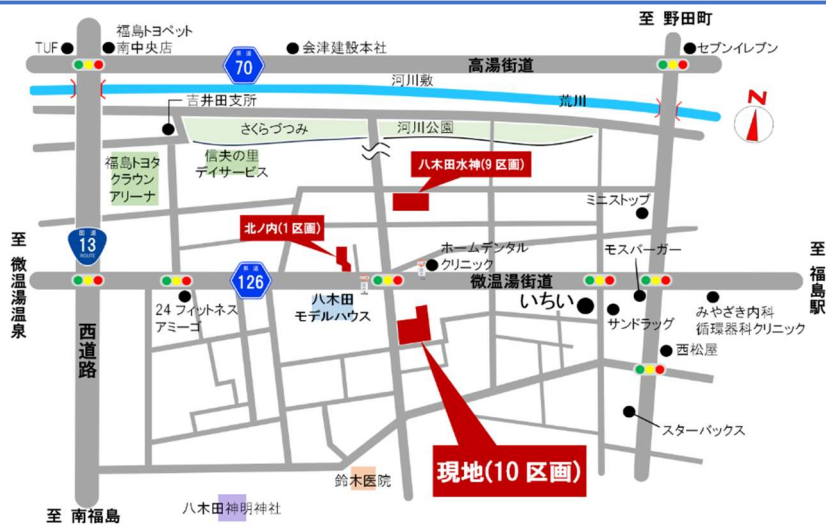 至 野田町
福島トヨペット
南中央店
TUF
会津建設本社
セブンイレブン
県道
70
高湯街道
河川敷
荒川
吉井田支所
さくらづつみ
河川公園
N
福島トヨタ
クラウン
アリーナ
信夫の里
デイサービス
八木田水神(9区画)
ミニストップ
北ノ内(1区画)
国道
13
ROUTE
ホームデンタル
クリニック
モスバーガー
至 微温湯温泉
県道
126
微温湯街道
至 福島駅
24フィットネス
アミーゴ
八木田
モデルハウス
いちい
サンドラッグ
みやざき内科
循環器科クリニック
西道路
西松屋
スターバックス
現地(10区画)
鈴木医院
八木田神明神社
至 南福島